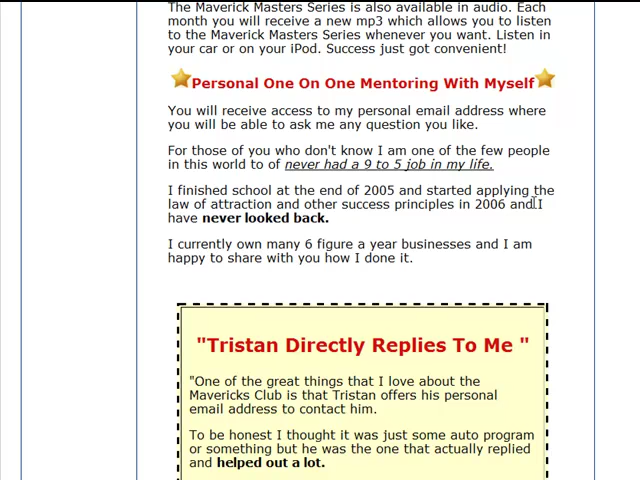 The Maverick Masters Series is also available in audio. Each
month you will receive a new mp3 which allows you to listen
to the Maverick Masters Series whenever you want. Listen in
your car or on your iPod. Success just got convenient!
Personal One On One Mentoring With Myself
You will receive access to my personal email address where
you will be able to ask me any question you like.
For those of you who don't know I am one of the few people
in this world to of never had a 9 to 5 job in my life.
I finished school at the end of 2005 and started applying the
law of attraction and other success principles in 2006 and I
have never looked back.
I currently own many 6 figure a year businesses and I am
happy to share with you how I done it.
"Tristan Directly Replies To Me "
"One of the great things that I love about the
Mavericks Club is that Tristan offers his personal
email address to contact him.
To be honest I thought it was just some auto program
or something but he was the one that actually replied
and helped out a lot.